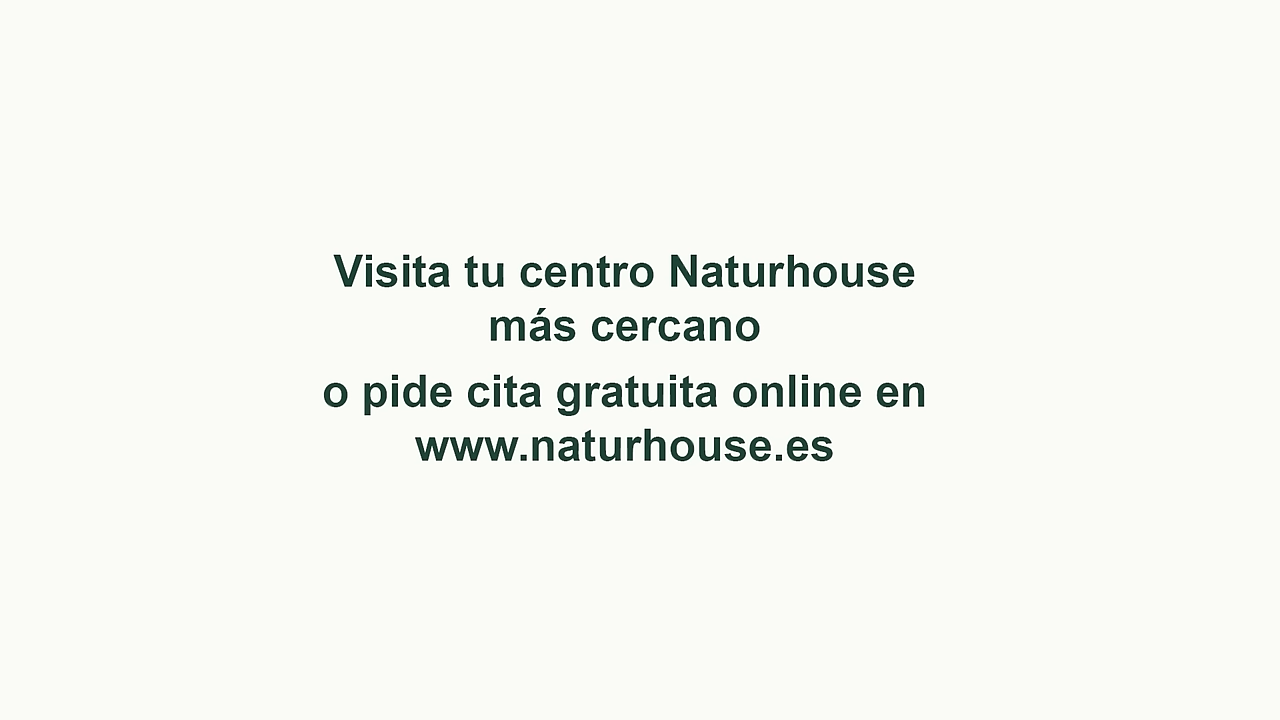 Visita tu centro Naturhouse
más cercano
o pide cita gratuita online en
www.naturhouse.es